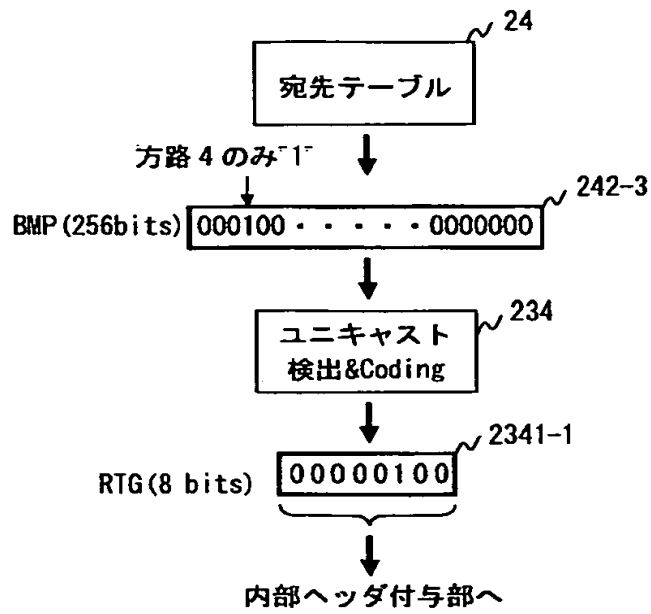 24
宛先テーブル
方路4のみ"1"
242-3
BMP(256bits) 000100・・・・・0000000
234
ユニキャスト
検出&Coding
2341-1
RTG(8 bits) 00000100
内部ヘッダ付与部へ